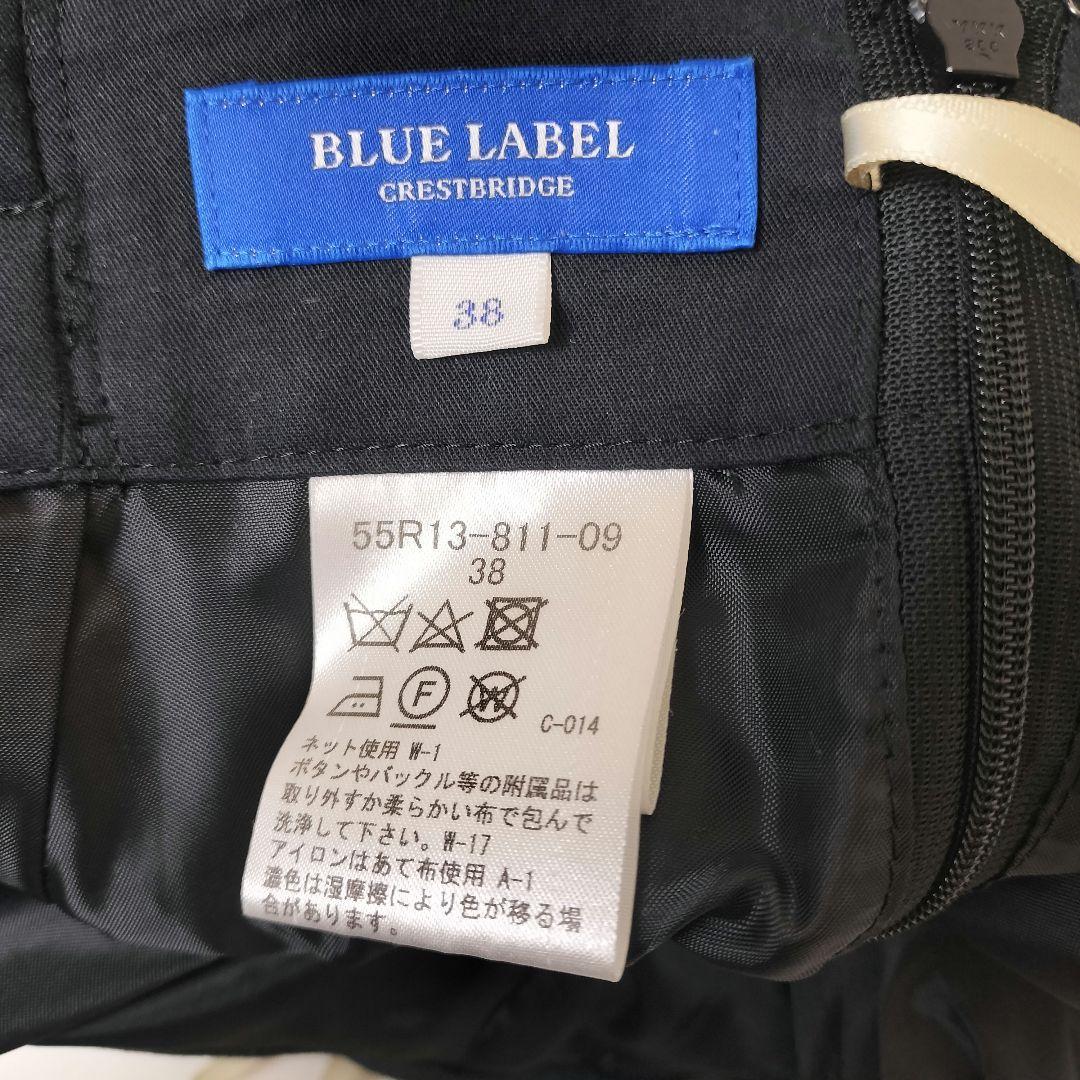 BLUE LABEL
CRESTBRIDGE
38
55R13-811-09
38
F
W
C-014
ネット使用 W-1
ボタンやバックル等の附属品は
取り外すか柔らかい布で包んで
洗浄して下さい。W-17
アイロンはあて布使用 A-1
濃色は湿摩擦により色が移る場
合があります。